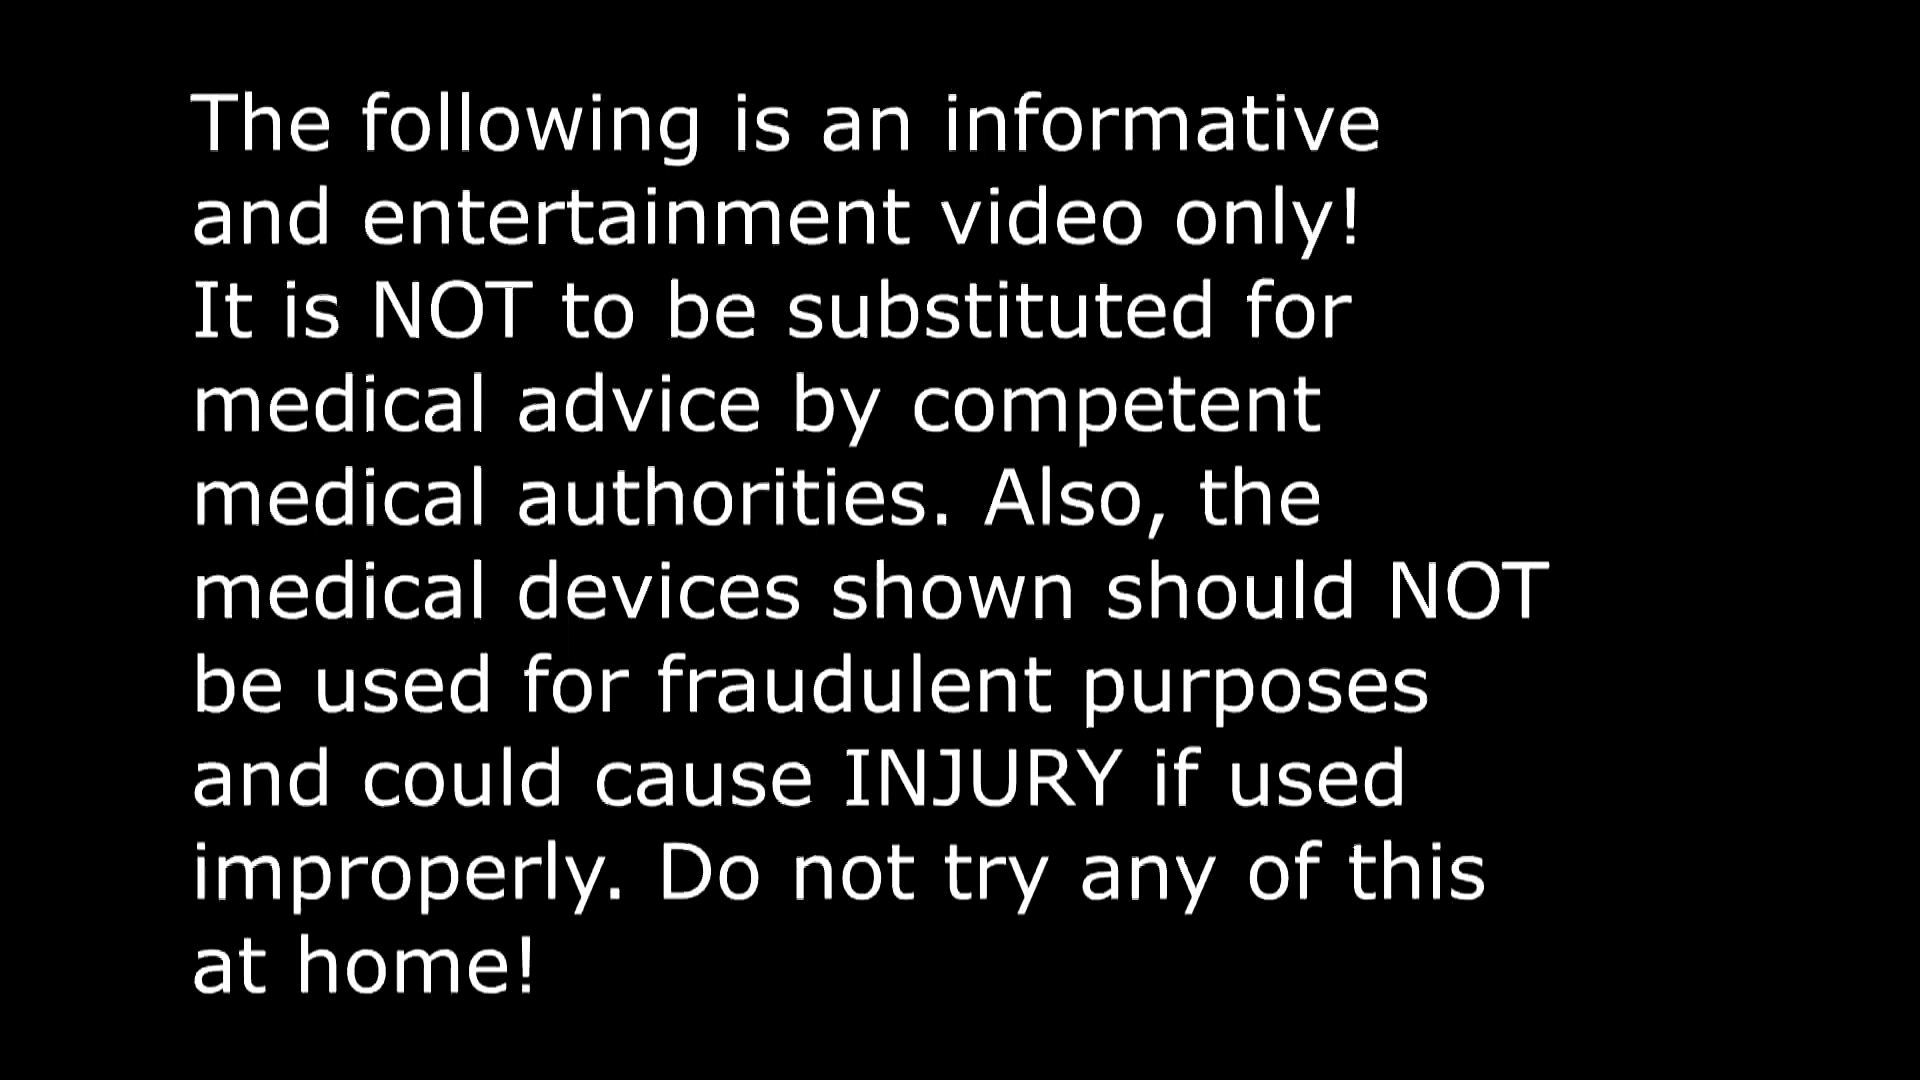 The following is an informative
and entertainment video only!
It is NOT to be substituted for
medical advice by competent
medical authorities. Also, the
medical devices shown should NOT
be used for fraudulent purposes
and could cause INJURY if used
improperly. Do not try any of this
at home!